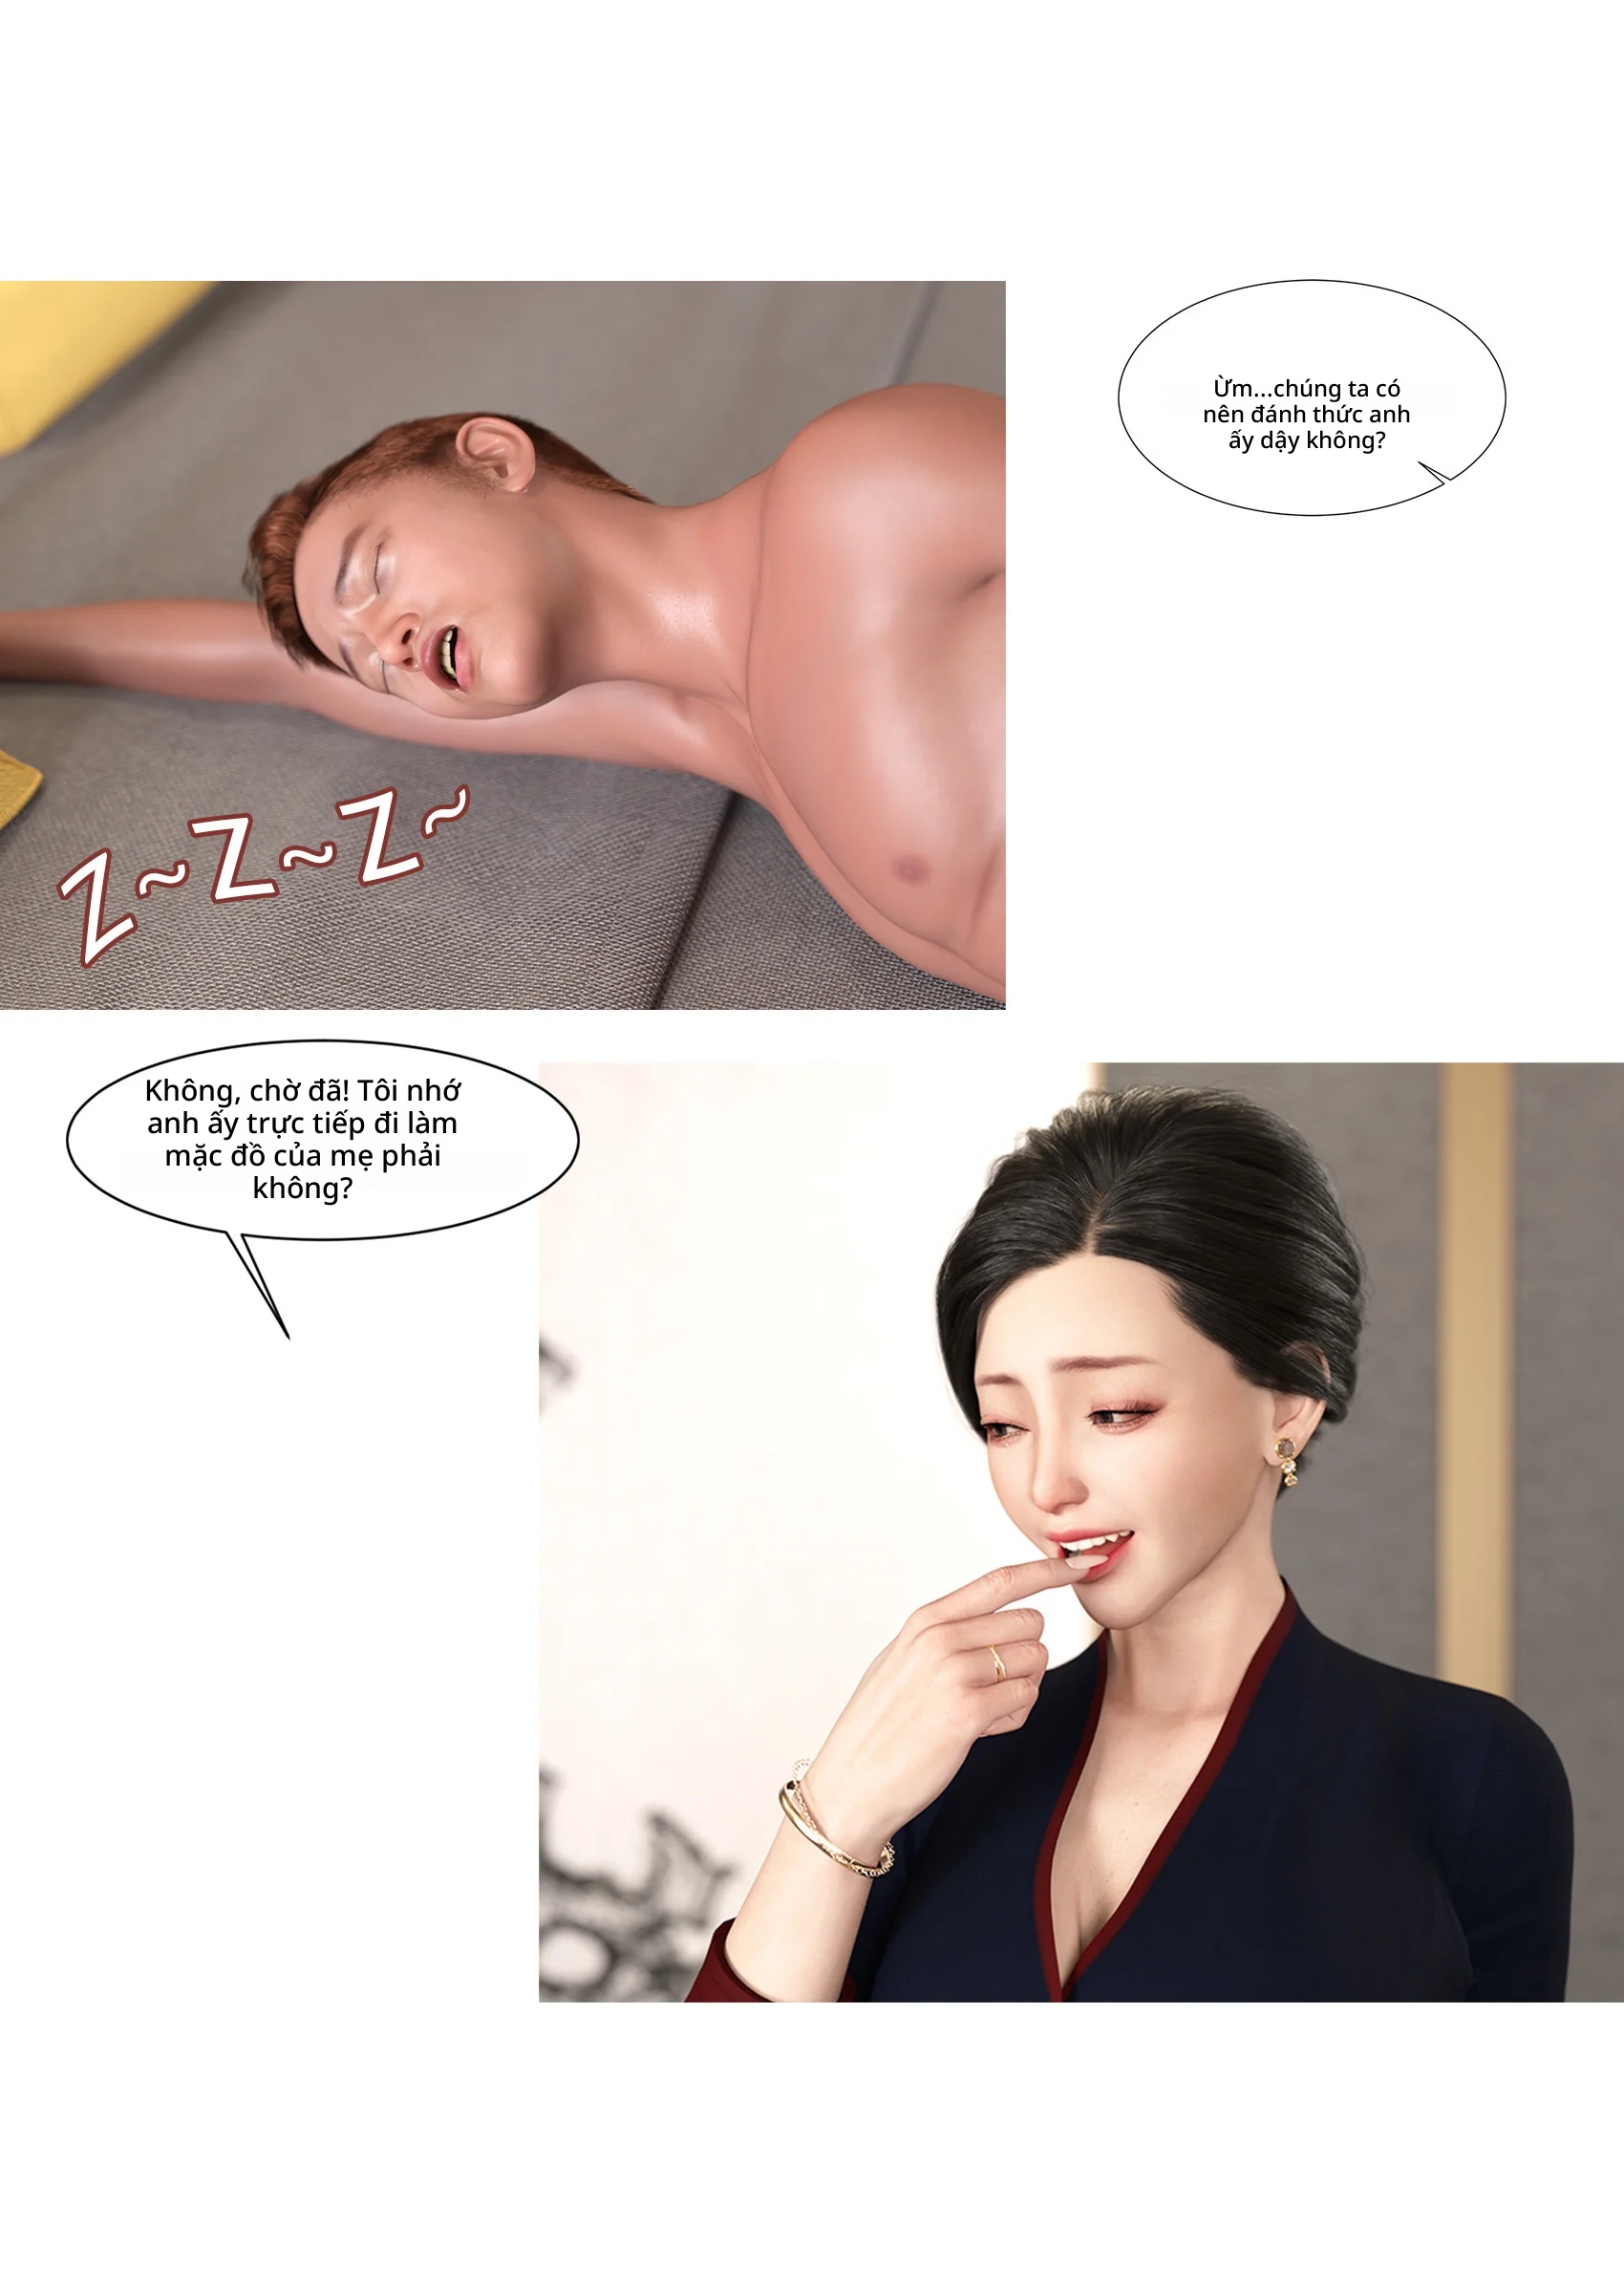 Ừm...chúng ta có
nên đánh thức anh
ấy dậy không?
Z~Z~Z~
Không, chờ đã! Tôi nhớ
anh ấy trực tiếp đi làm
mặc đồ của mẹ phải
không?